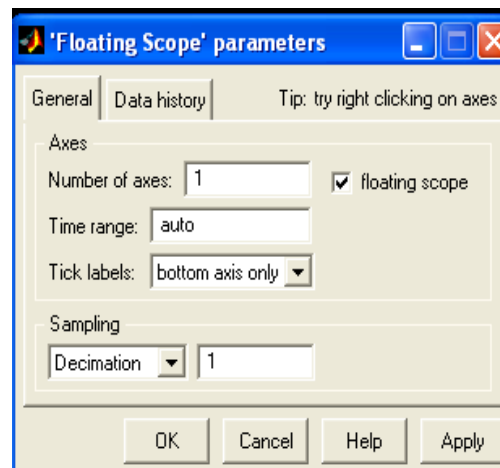 'Floating Scope' parameters
General Data history Tip: try right clicking on axes
Axes
Number of axes: 1 floating scope
Time range: auto
Tick labels: bottom axis only
Sampling
Decimation 1
OK Cancel Help Apply